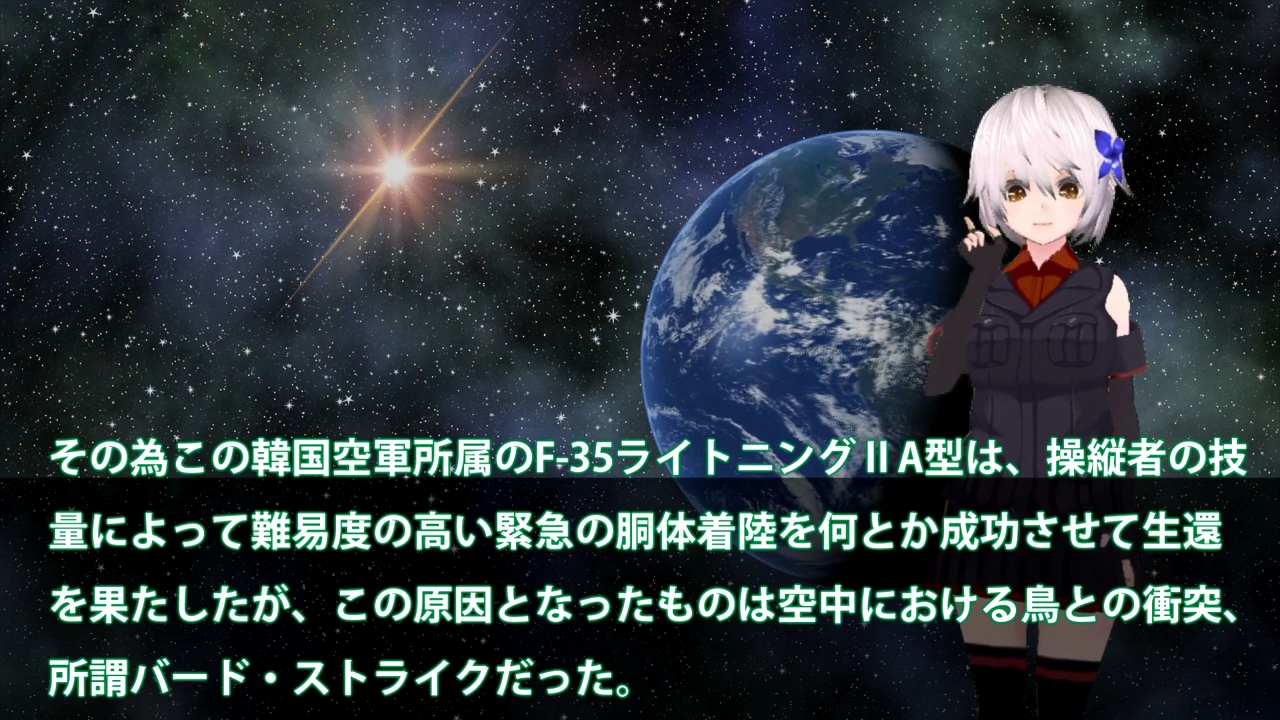 その為この韓国空軍所属のF-35ライトニングⅡA型は、操縦者の技
量によって難易度の高い緊急の胴体着陸を何とか成功させて生還
を果たしたが、この原因となったものは空中における鳥との衝突、
所謂バード・ストライクだった。